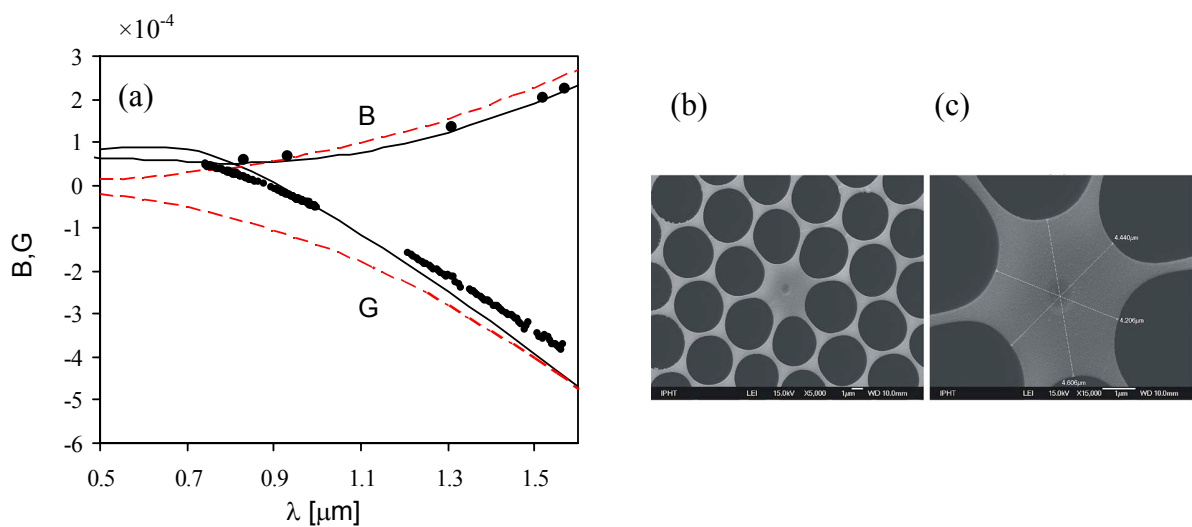 ×10⁻⁴
3
2
1
0
-1
-2
-3
-4
-5
-6
B,G
(a)
B
G
0.5 0.7 0.9 1.1 1.3 1.5
λ [μm]
(b)
IPHT LEI 15.0kV X5,000 1μm WD 10.0mm
(c)
4.440μm
4.206μm
4.606μm
IPHT LEI 15.0kV X15,000 1μm WD 10.0mm